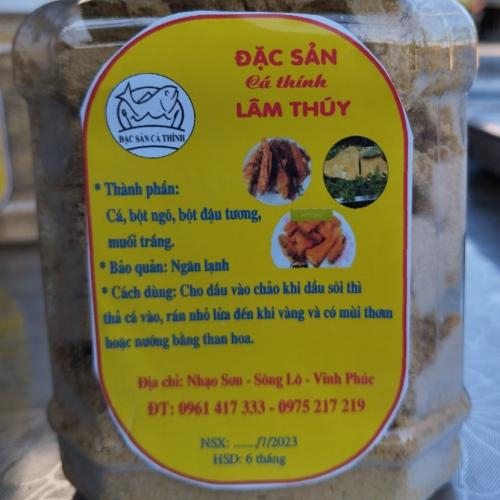 ĐẶC SẢN
Cá thính
LÂM THÚY
ĐẶC SẢN CÁ THÍNH
* Thành phần:
Cá, bột ngô, bột đậu tương,
muối trắng.
* Bảo quản: Ngăn lạnh
* Cách dùng: Cho dầu vào chảo khi dầu sôi thì
thả cá vào, rán nhỏ lửa đến khi vàng và có mùi thơm
hoặc nướng bằng than hoa.
Địa chỉ: Nhạo Sơn - Sông Lô - Vĩnh Phúc
ĐT: 0961 417 333 - 0975 217 219
NSX: ....../7/2023
HSD: 6 tháng